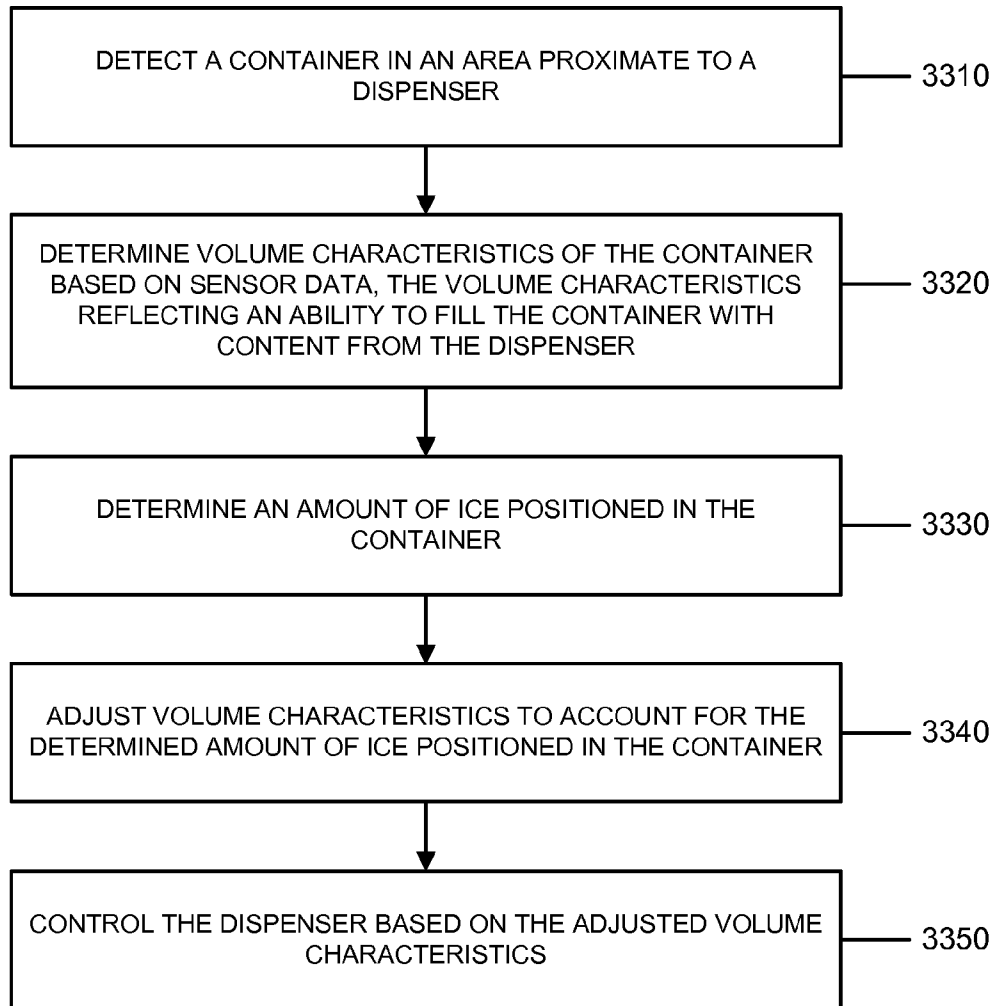 DETECT A CONTAINER IN AN AREA PROXIMATE TO A
DISPENSER
3310
DETERMINE VOLUME CHARACTERISTICS OF THE CONTAINER
BASED ON SENSOR DATA, THE VOLUME CHARACTERISTICS
REFLECTING AN ABILITY TO FILL THE CONTAINER WITH
CONTENT FROM THE DISPENSER
3320
DETERMINE AN AMOUNT OF ICE POSITIONED IN THE
CONTAINER
3330
ADJUST VOLUME CHARACTERISTICS TO ACCOUNT FOR THE
DETERMINED AMOUNT OF ICE POSITIONED IN THE CONTAINER
3340
CONTROL THE DISPENSER BASED ON THE ADJUSTED VOLUME
CHARACTERISTICS
3350